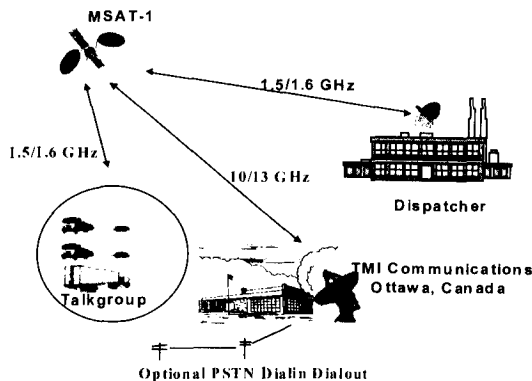 MSAT-1
1.5/1.6 GHz
1.5/1.6 GHz
10/13 GHz
Dispatcher
Talkgroup
TMI Communications
Ottawa, Canada
Optional PSTN Dialin Dialout